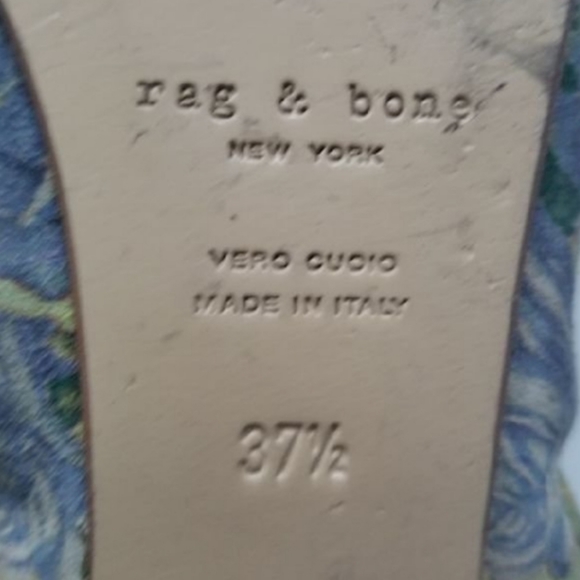 rag & bone
NEW YORK
VERO CUOIO
MADE IN ITALY
37½